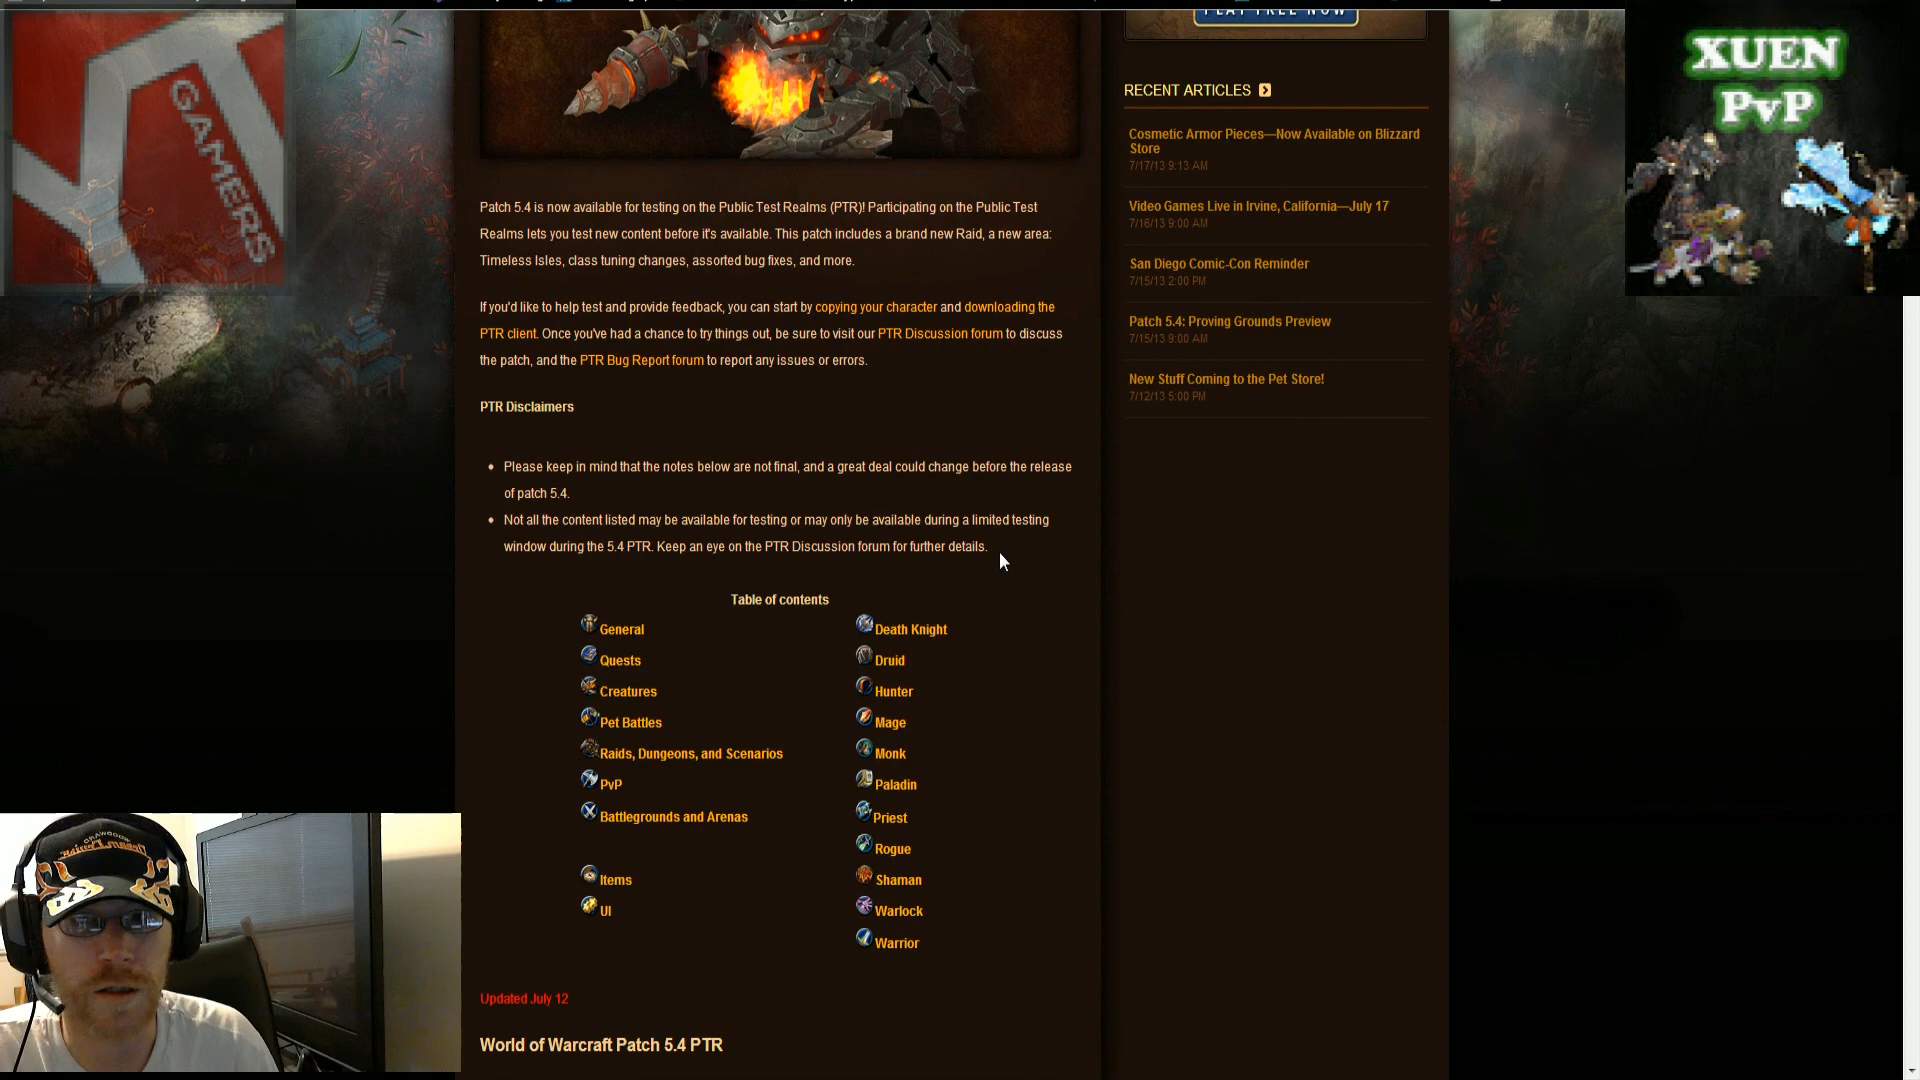 PLAY FREE NOW
GAMERS
XUEN
PvP
RECENT ARTICLES
Cosmetic Armor Pieces—Now Available on Blizzard
Store
7/17/13 9:13 AM
Video Games Live in Irvine, California—July 17
7/16/13 9:00 AM
San Diego Comic-Con Reminder
7/15/13 2:00 PM
Patch 5.4: Proving Grounds Preview
7/15/13 9:00 AM
New Stuff Coming to the Pet Store!
7/12/13 5:00 PM
Patch 5.4 is now available for testing on the Public Test Realms (PTR)! Participating on the Public Test
Realms lets you test new content before it's available. This patch includes a brand new Raid, a new area:
Timeless Isles, class tuning changes, assorted bug fixes, and more.
If you'd like to help test and provide feedback, you can start by copying your character and downloading the
PTR client. Once you've had a chance to try things out, be sure to visit our PTR Discussion forum to discuss
the patch, and the PTR Bug Report forum to report any issues or errors.
PTR Disclaimers
Please keep in mind that the notes below are not final, and a great deal could change before the release
of patch 5.4.
Not all the content listed may be available for testing or may only be available during a limited testing
window during the 5.4 PTR. Keep an eye on the PTR Discussion forum for further details.
Table of contents
General
Quests
Creatures
Pet Battles
Raids, Dungeons, and Scenarios
PvP
Battlegrounds and Arenas
Items
UI
Death Knight
Druid
Hunter
Mage
Monk
Paladin
Priest
Rogue
Shaman
Warlock
Warrior
Updated July 12
World of Warcraft Patch 5.4 PTR